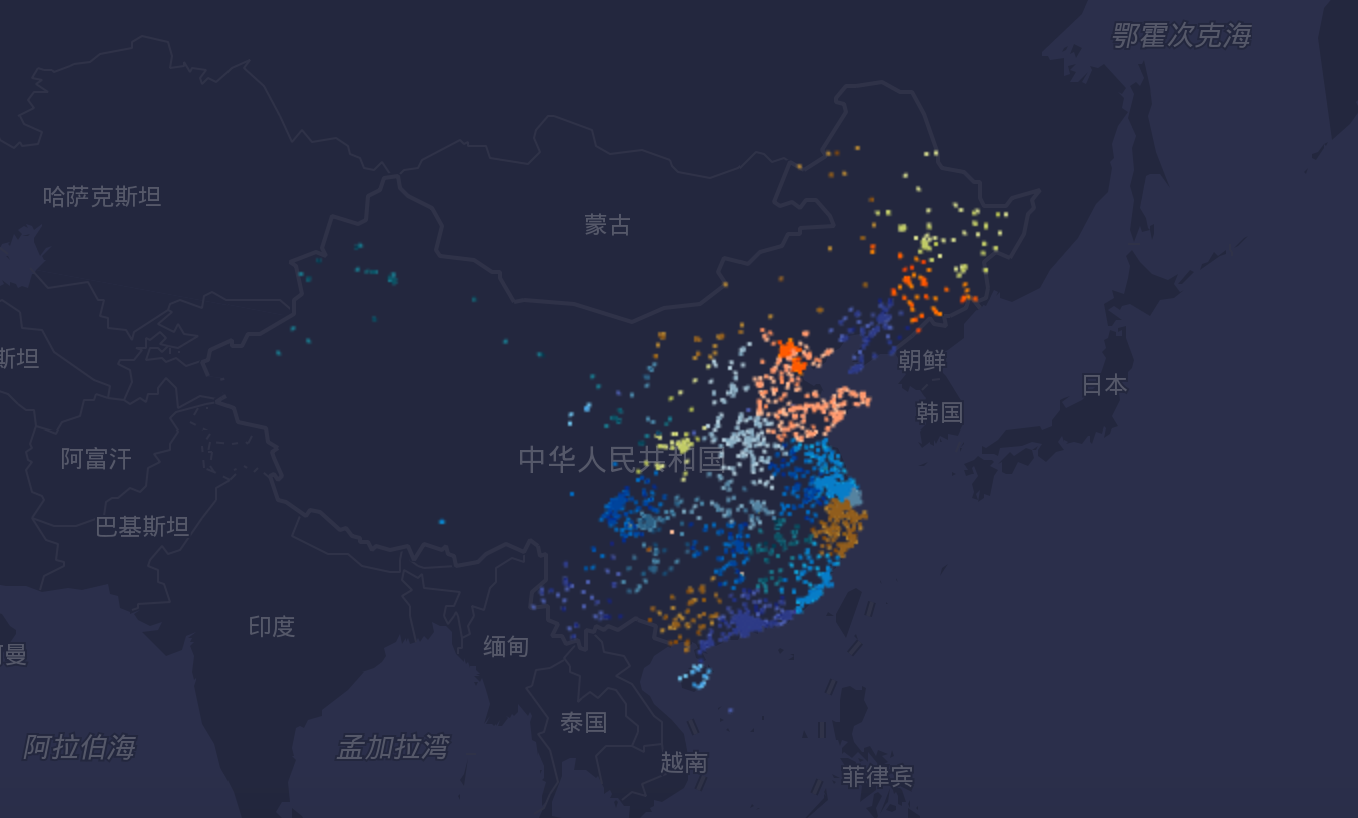 鄂霍次克海
哈萨克斯坦
蒙古
斯坦
朝鲜
日本
韩国
阿富汗
中华人民共和国
巴基斯坦
印度
缅甸
曼
泰国
阿拉伯海
孟加拉湾
越南
菲律宾